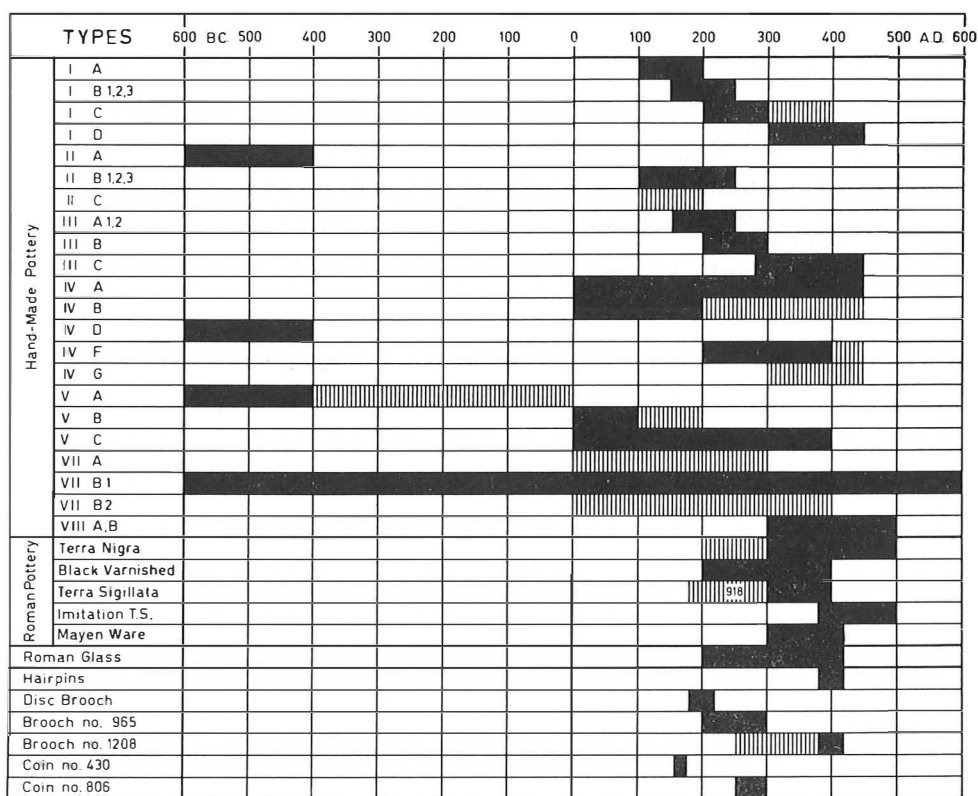 TYPES 600 B.C. 500 400 300 200 100 0 100 200 300 400 500 A.D. 600
Hand-Made Pottery
I A
I B 1,2,3
I C
I D
II A
II B 1,2,3
II C
III A 1,2
III B
III C
IV A
IV B
IV D
IV F
IV G
V A
V B
V C
VII A
VII B 1
VII B 2
VIII A,B
Roman Pottery
Terra Nigra
Black Varnished
Terra Sigillata 918
Imitation T.S.
Mayen Ware
Roman Glass
Hairpins
Disc Brooch
Brooch no. 965
Brooch no. 1208
Coin no. 430
Coin no. 806